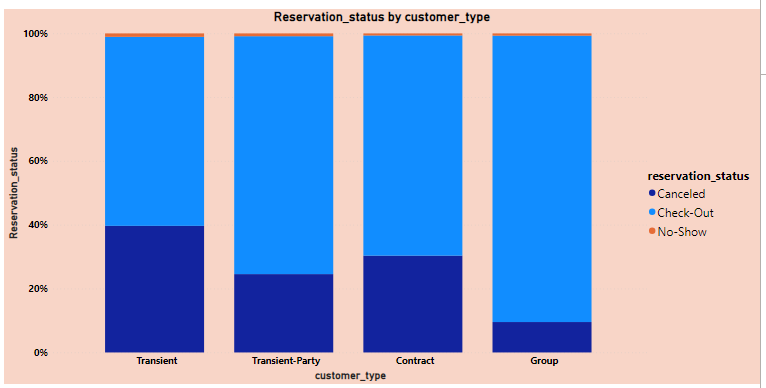 Reservation_status by customer_type
100%
80%
60%
40%
20%
0%
Reservation_status
Transient
Transient-Party
Contract
Group
customer_type
reservation_status
Canceled
Check-Out
No-Show